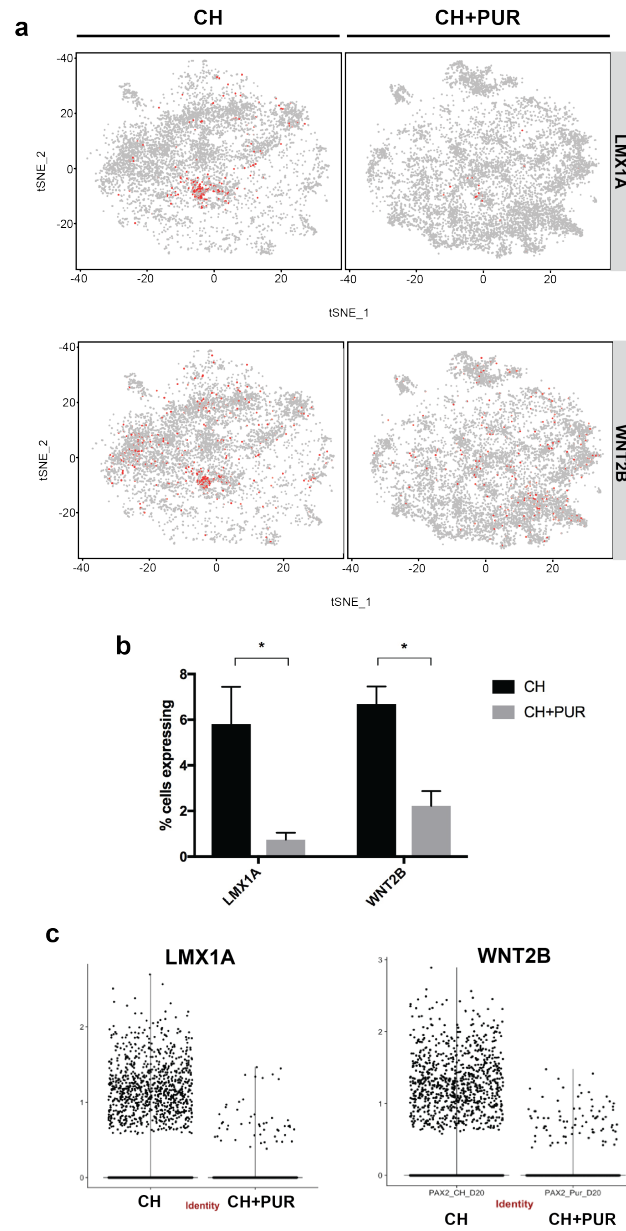 CH CH+PUR
a
-40
20
0
-20
tSNE_2
-40 -20 0 20 -40 -20 0 20
tSNE_1
LMX1A
-40
20
0
-20
tSNE_2
-40 -20 0 20 -40 -20 0 20
tSNE_1
WNT2B
b
* *
8
6
4
2
0
% cells expressing
LMX1A WNT2B
CH
CH+PUR
c
LMX1A
2
1
0
CH Identity CH+PUR
WNT2B
3
2
1
0
PAX2_CH_D20 PAX2_Pur_D20
Identity
CH CH+PUR